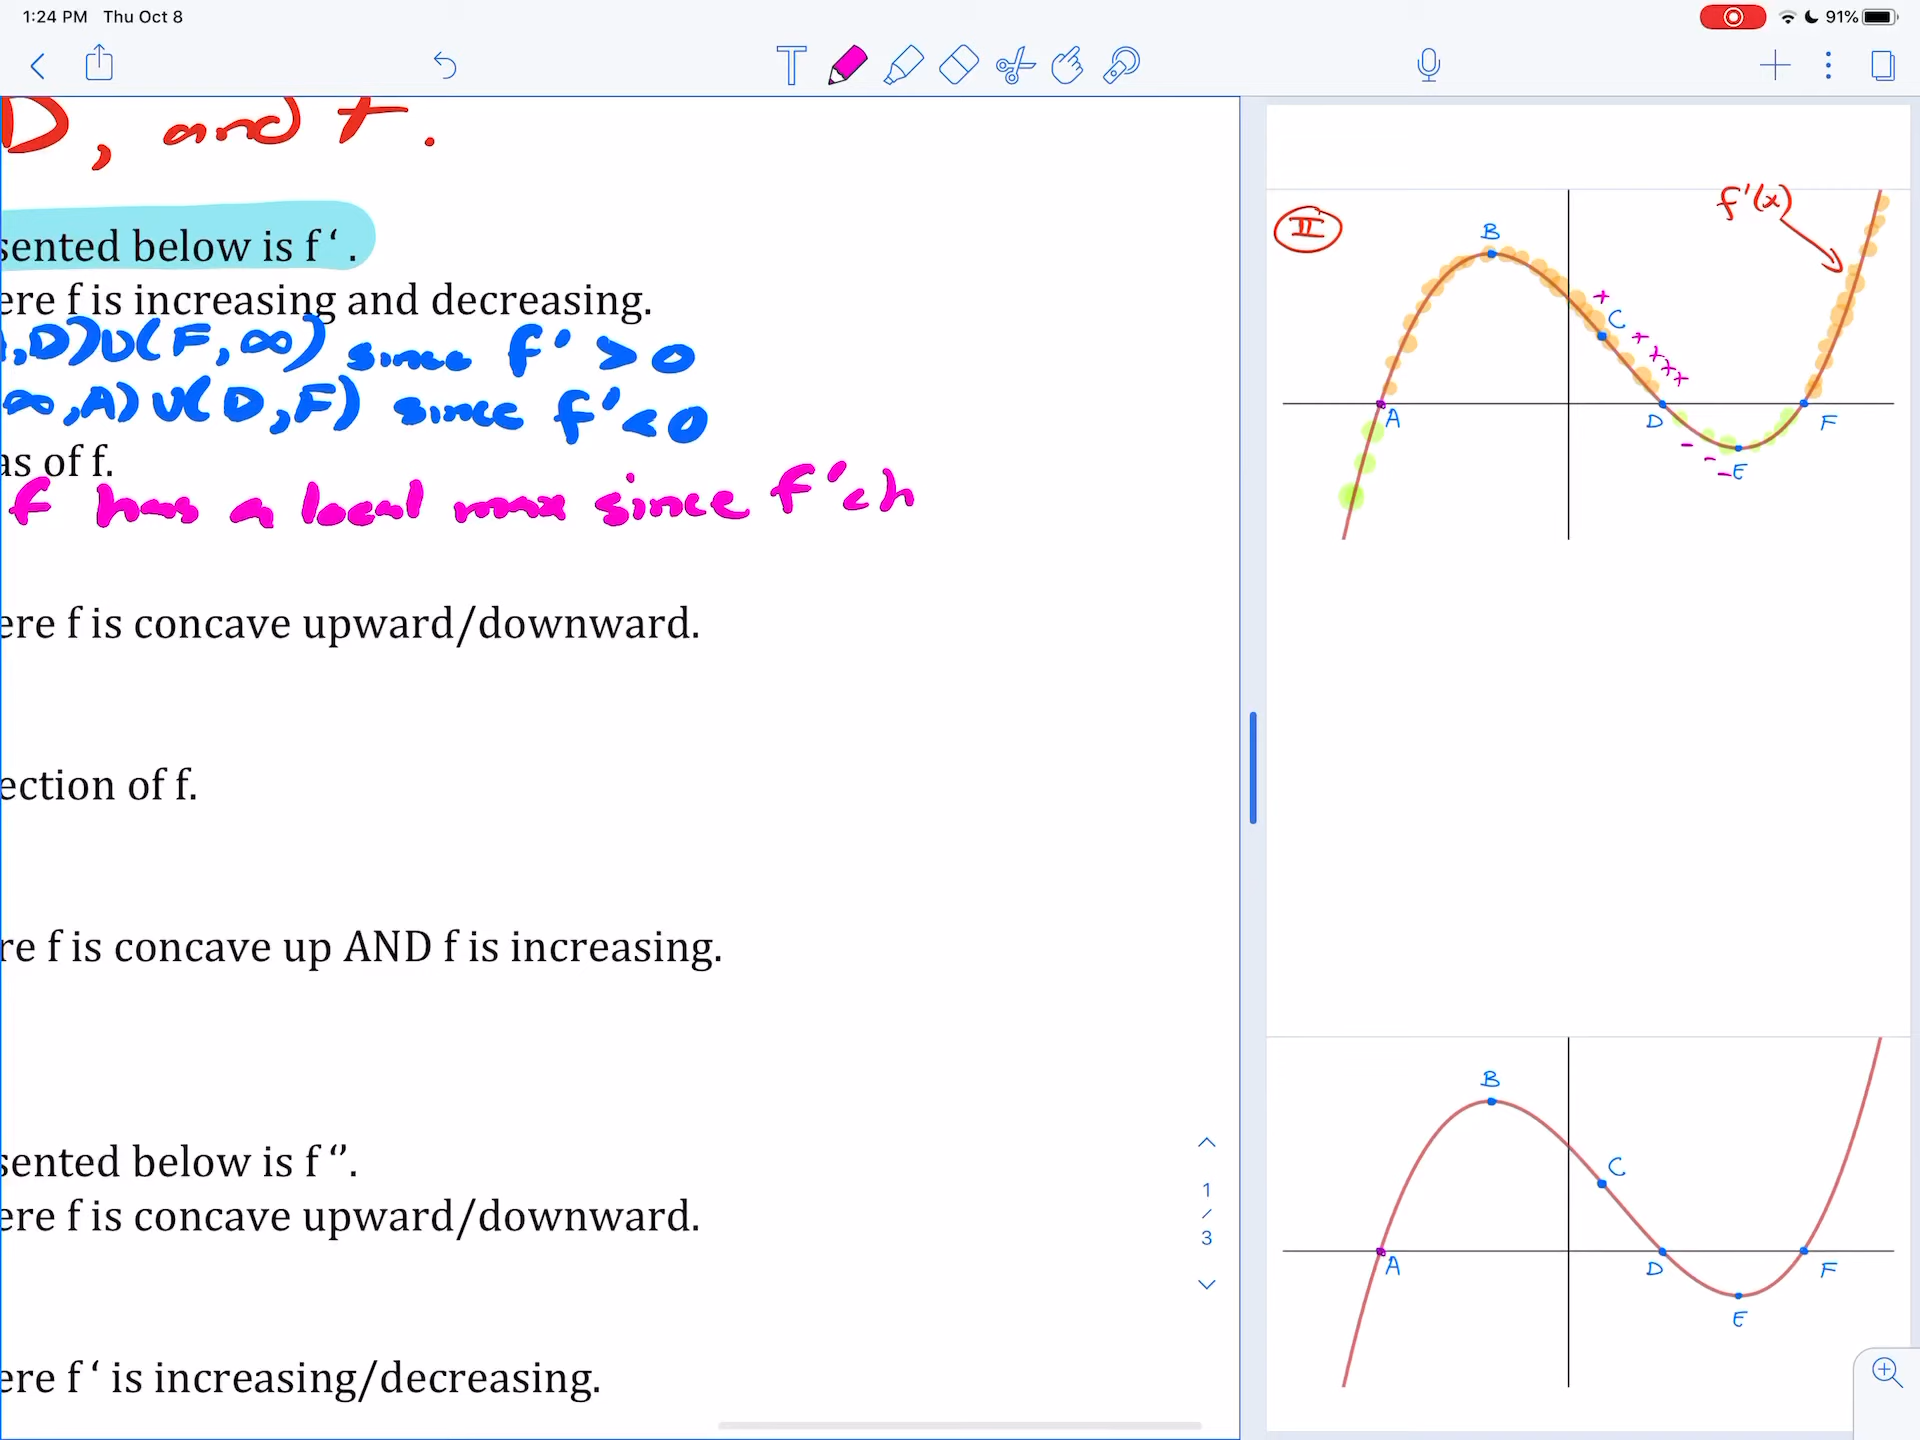 1:24 PM Thu Oct 8
91%
D, and F.
sented below is f ‘ .
ere f is increasing and decreasing.
,D)∪(F,∞) since f' > 0
∞,A) ∪(D,F) since f' < 0
as of f.
f has a local max since f' ch
ere f is concave upward/downward.
ection of f.
re f is concave up AND f is increasing.
sented below is f ‘’.
ere f is concave upward/downward.
ere f ‘ is increasing/decreasing.
1
/
3
II
f'(x)
B
+
C
+ + + +
A
D
F
- - -
E
B
C
A
D
F
E